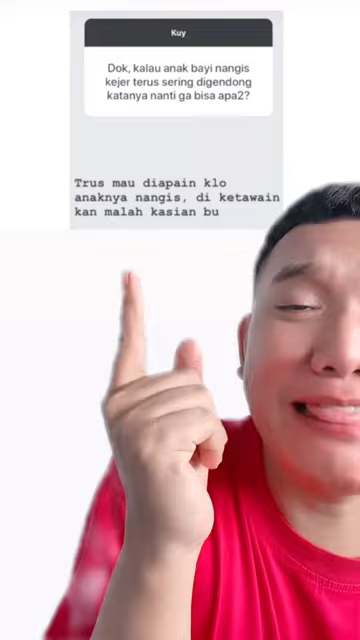 Kuy
Dok, kalau anak bayi nangis
kejer terus sering digendong
katanya nanti ga bisa apa2?
Trus mau diapain klo
anaknya nangis, di ketawain
kan malah kasian bu